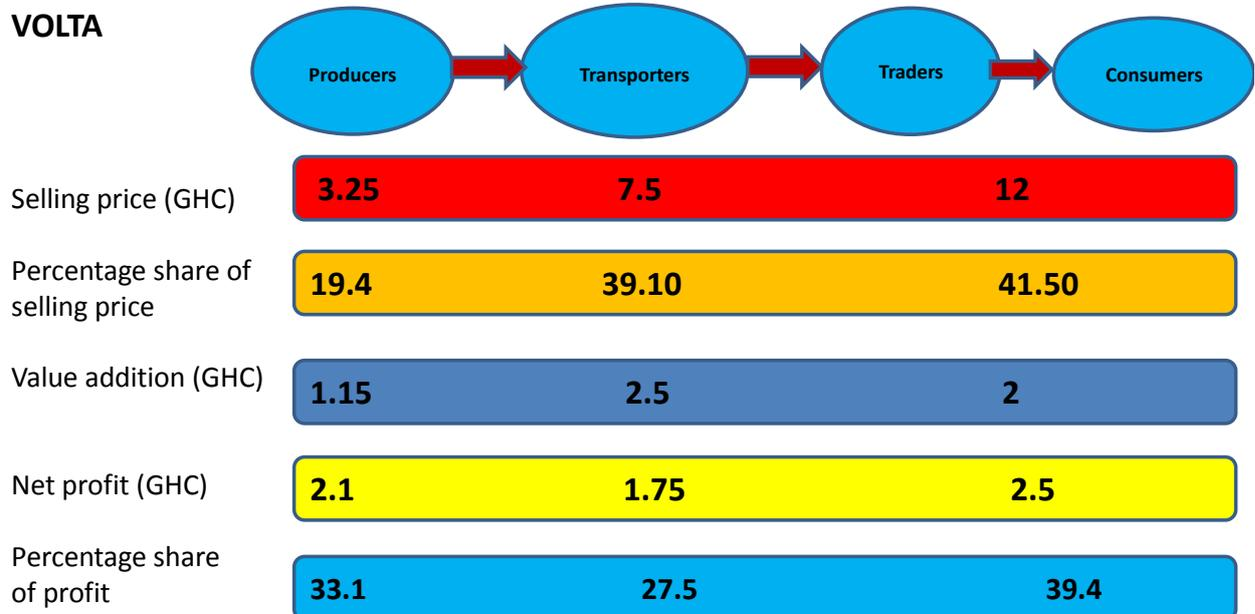 VOLTA
Producers Transporters Traders Consumers
Selling price (GHC) 3.25 7.5 12
Percentage share of
selling price 19.4 39.10 41.50
Value addition (GHC) 1.15 2.5 2
Net profit (GHC) 2.1 1.75 2.5
Percentage share
of profit 33.1 27.5 39.4